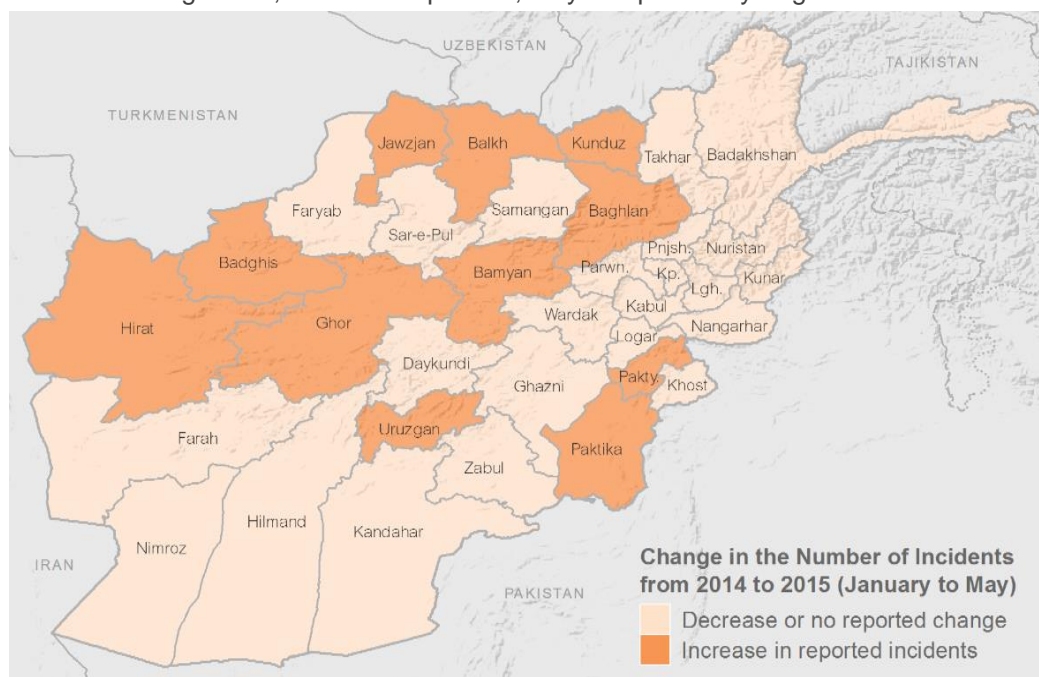 UZBEKISTAN
TAJIKISTAN
TURKMENISTAN
Jawzjan
Balkh
Kunduz
Takhar
Badakhshan
Faryab
Samangan
Baghlan
Sar-e-Pul
Badghis
Bamyan
Pnjsh.
Nuristan
Parwn.
Kp.
Kunar
Lgh.
Hirat
Ghor
Wardak
Kabul
Nangarhar
Logar
Daykundi
Ghazni
Pakty.
Khost
Farah
Uruzgan
Paktika
Zabul
Hilmand
Kandahar
Nimroz
IRAN
PAKISTAN
Change in the Number of Incidents
from 2014 to 2015 (January to May)
Decrease or no reported change
Increase in reported incidents